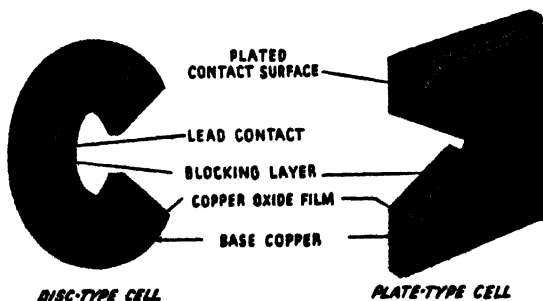 PLATED
CONTACT SURFACE
LEAD CONTACT
BLOCKING LAYER
COPPER OXIDE FILM
BASE COPPER
DISC-TYPE CELL
PLATE-TYPE CELL